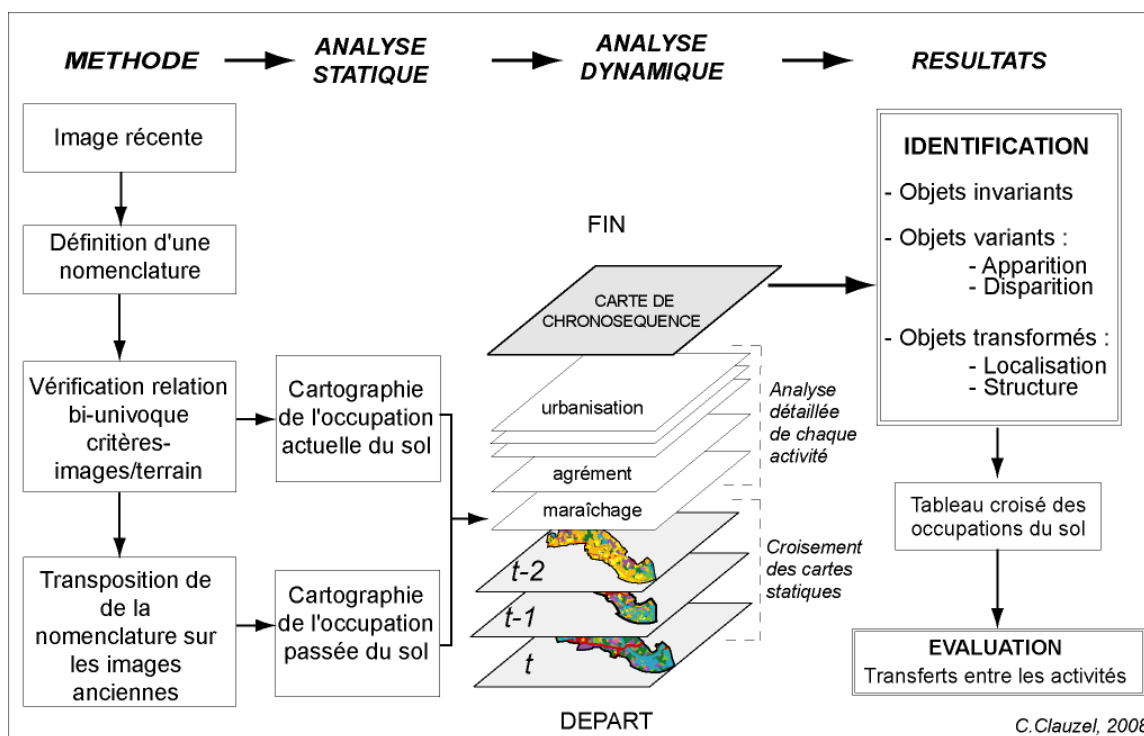 METHODE
ANALYSE
STATIQUE
ANALYSE
DYNAMIQUE
RESULTATS
Image récente
Définition d'une
nomenclature
Vérification relation
bi-univoque
critères-
images/terrain
Transposition de
de la
nomenclature sur
les images
anciennes
Cartographie
de l'occupation
actuelle du sol
Cartographie
de l'occupation
passée du sol
FIN
CARTE DE
CHRONOSEQUENCE
urbanisation
agrément
maraîchage
t-2
t-1
t
DEPART
Analyse
détaillée
de chaque
activité
Croisement
des cartes
statiques
IDENTIFICATION
- Objets invariants
- Objets variants :
- Apparition
- Disparition
- Objets transformés :
- Localisation
- Structure
Tableau croisé des
occupations du sol
EVALUATION
Transferts entre les activités
C.Clauzel, 2008